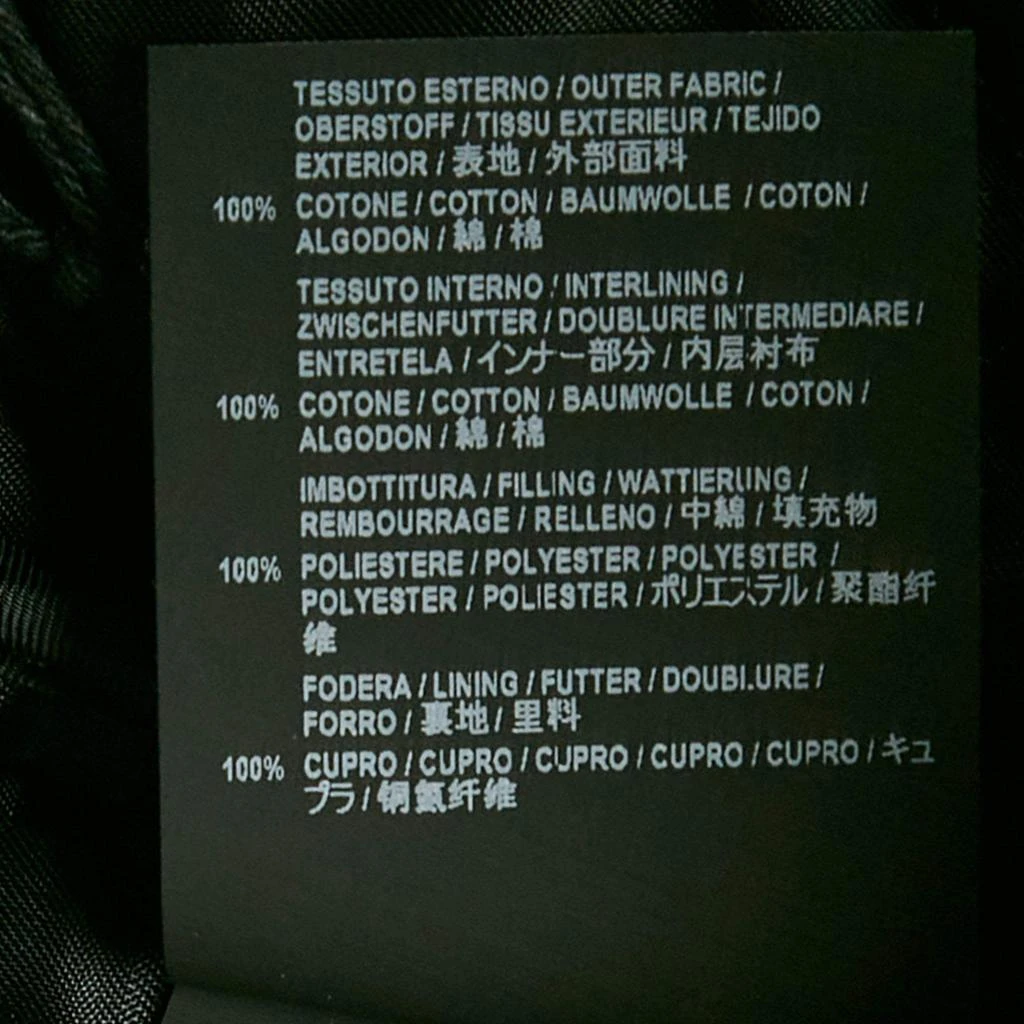 TESSUTO ESTERNO / OUTER FABRIC /
OBERSTOFF / TISSU EXTERIEUR / TEJIDO
EXTERIOR / 表地 / 外部面料
100% COTONE / COTTON / BAUMWOLLE / COTON /
ALGODON / 綿 / 棉
TESSUTO INTERNO / INTERLINING /
ZWISCHENFUTTER / DOUBLURE INTERMEDIARE /
ENTRETELA / インナー部分 / 内层衬布
100% COTONE / COTTON / BAUMWOLLE / COTON /
ALGODON / 綿 / 棉
IMBOTTITURA / FILLING / WATTIERUNG /
REMBOURRAGE / RELLENO / 中綿 / 填充物
100% POLIESTERE / POLYESTER / POLYESTER /
POLYESTER / POLIESTER / ポリエステル / 聚酯纤
维
FODERA / LINING / FUTTER / DOUBLURE /
FORRO / 裏地 / 里料
100% CUPRO / CUPRO / CUPRO / CUPRO / CUPRO / キュ
プラ / 铜氨纤维